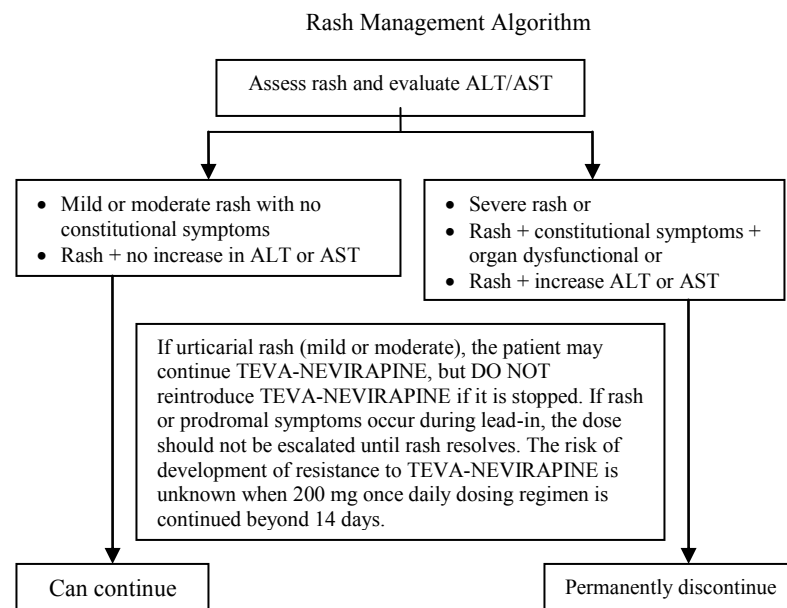 Rash Management Algorithm
Assess rash and evaluate ALT/AST
• Mild or moderate rash with no
constitutional symptoms
• Rash + no increase in ALT or AST
• Severe rash or
• Rash + constitutional symptoms +
organ dysfunctional or
• Rash + increase ALT or AST
If urticarial rash (mild or moderate), the patient may
continue TEVA-NEVIRAPINE, but DO NOT
reintroduce TEVA-NEVIRAPINE if it is stopped. If rash
or prodromal symptoms occur during lead-in, the dose
should not be escalated until rash resolves. The risk of
development of resistance to TEVA-NEVIRAPINE is
unknown when 200 mg once daily dosing regimen is
continued beyond 14 days.
Can continue
Permanently discontinue